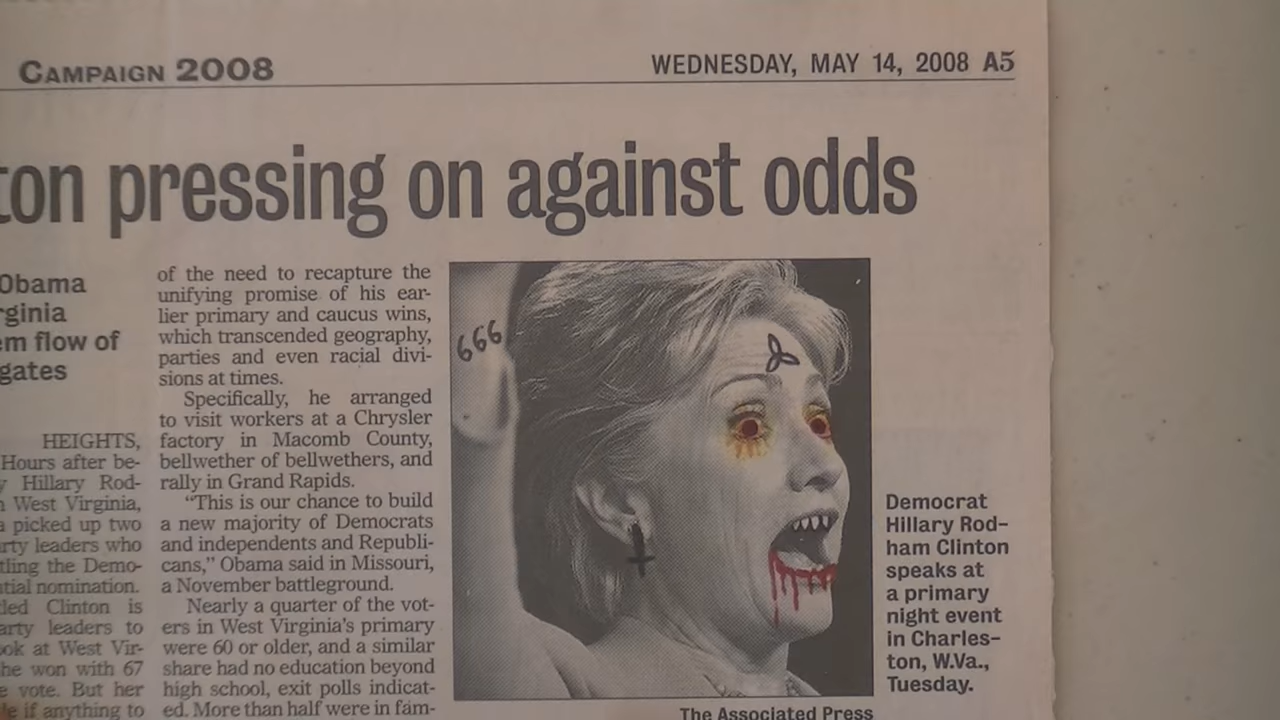 CAMPAIGN 2008
WEDNESDAY, MAY 14, 2008 A5
ton pressing on against odds
Obama
rginia
em flow of
gates
HEIGHTS,
Hours after be-
y Hillary Rod-
West Virginia,
a picked up two
arty leaders who
tling the Demo-
tial nomination.
led Clinton is
arty leaders to
ok at West Vir-
he won with 67
e vote. But her
le if anything to
of the need to recapture the
unifying promise of his ear-
lier primary and caucus wins,
which transcended geography,
parties and even racial divi-
sions at times.
Specifically, he arranged
to visit workers at a Chrysler
factory in Macomb County,
bellwether of bellwethers, and
rally in Grand Rapids.
“This is our chance to build
a new majority of Democrats
and independents and Republi-
cans,” Obama said in Missouri,
a November battleground.
Nearly a quarter of the vot-
ers in West Virginia’s primary
were 60 or older, and a similar
share had no education beyond
high school, exit polls indicat-
ed. More than half were in fam-
666
Democrat
Hillary Rod-
ham Clinton
speaks at
a primary
night event
in Charles-
ton, W.Va.,
Tuesday.
The Associated Press